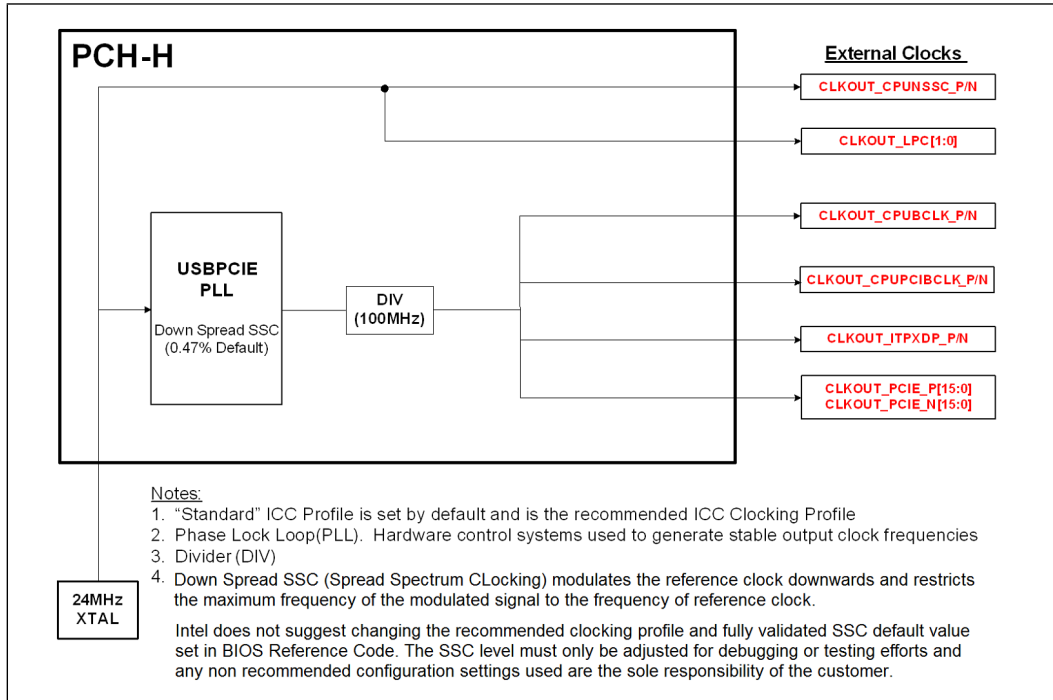 PCH-H
External Clocks
CLKOUT_CPUNSSC_P/N
CLKOUT_LPC[1:0]
CLKOUT_CPUBCLK_P/N
USBPCIE
PLL
Down Spread SSC
(0.47% Default)
DIV
(100MHz)
CLKOUT_CPUPCIBCLK_P/N
CLKOUT_ITPXDP_P/N
CLKOUT_PCIE_P[15:0]
CLKOUT_PCIE_N[15:0]
24MHz
XTAL
Notes:
1. “Standard” ICC Profile is set by default and is the recommended ICC Clocking Profile
2. Phase Lock Loop(PLL). Hardware control systems used to generate stable output clock frequencies
3. Divider (DIV)
4. Down Spread SSC (Spread Spectrum CLocking) modulates the reference clock downwards and restricts
the maximum frequency of the modulated signal to the frequency of reference clock.
Intel does not suggest changing the recommended clocking profile and fully validated SSC default value
set in BIOS Reference Code. The SSC level must only be adjusted for debugging or testing efforts and
any non recommended configuration settings used are the sole responsibility of the customer.